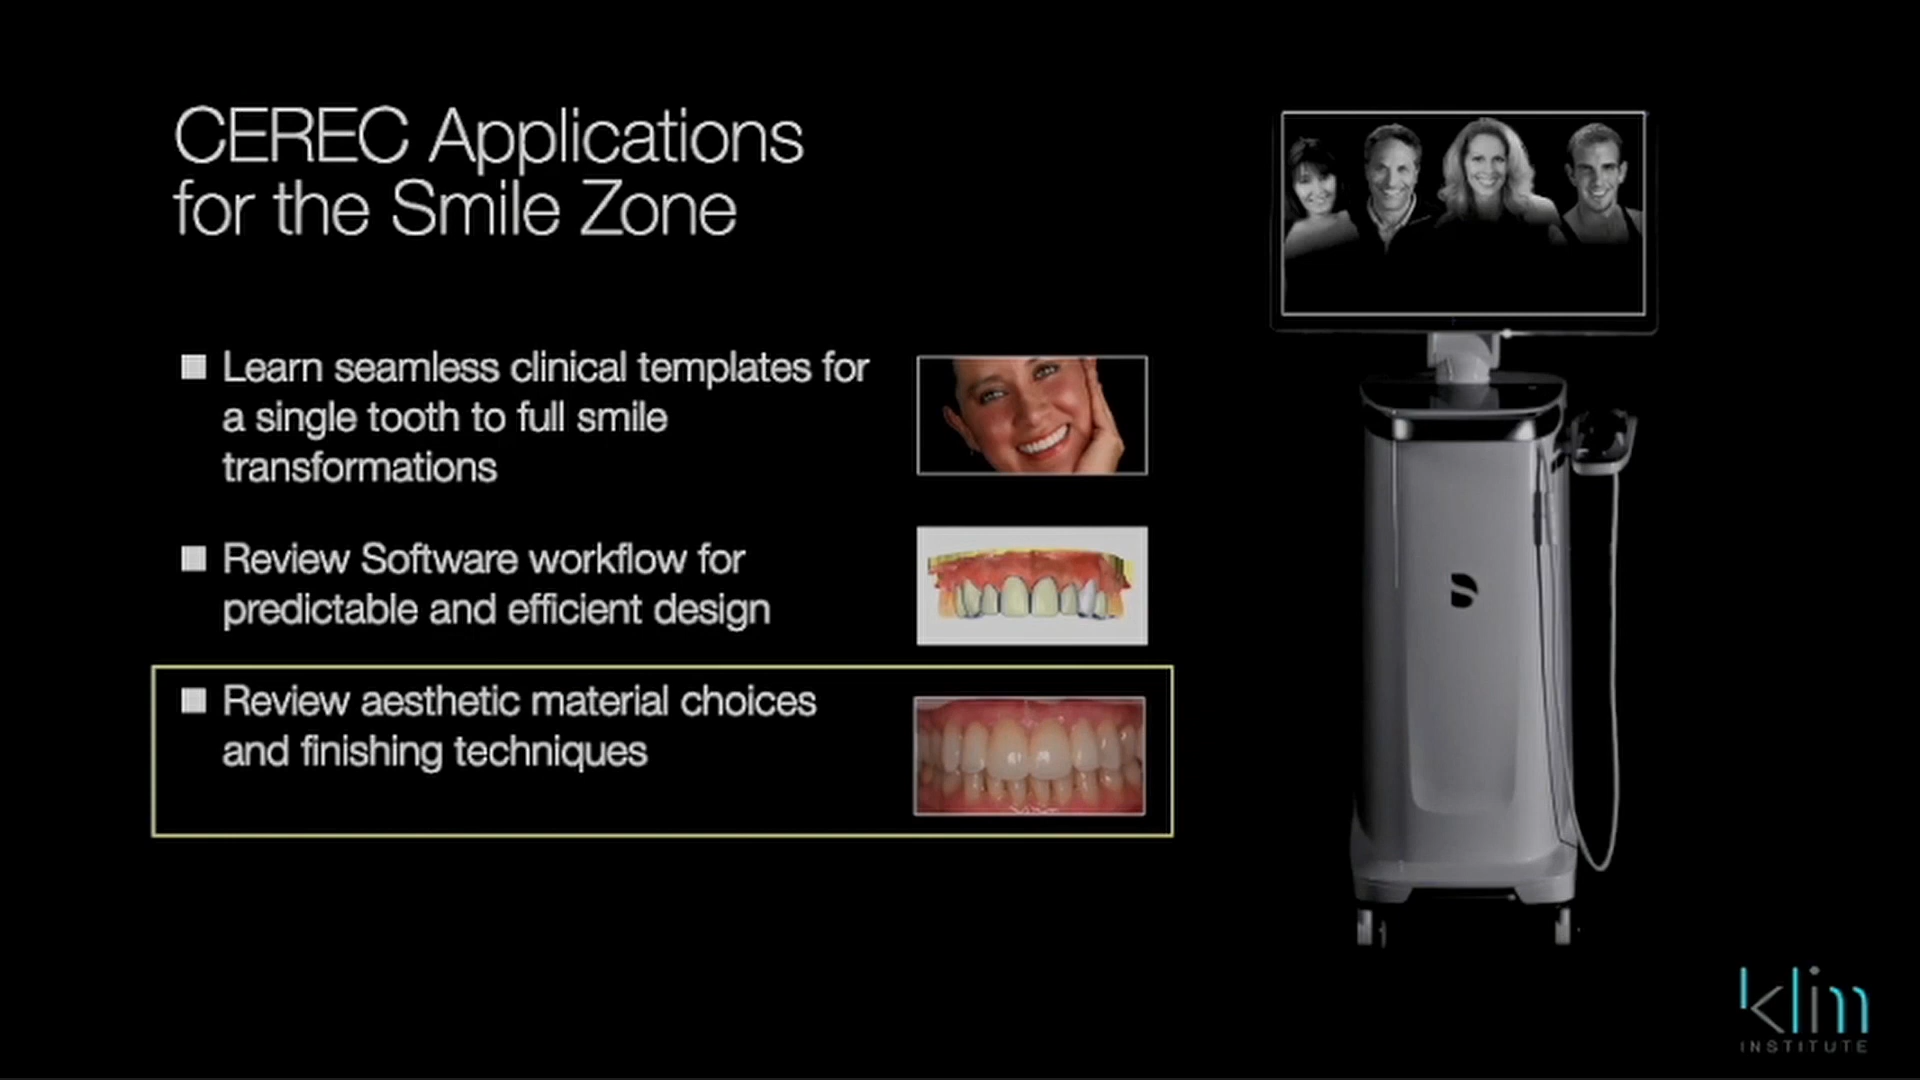 CEREC Applications
for the Smile Zone
Learn seamless clinical templates for
a single tooth to full smile
transformations
Review Software workflow for
predictable and efficient design
Review aesthetic material choices
and finishing techniques
klim
INSTITUTE